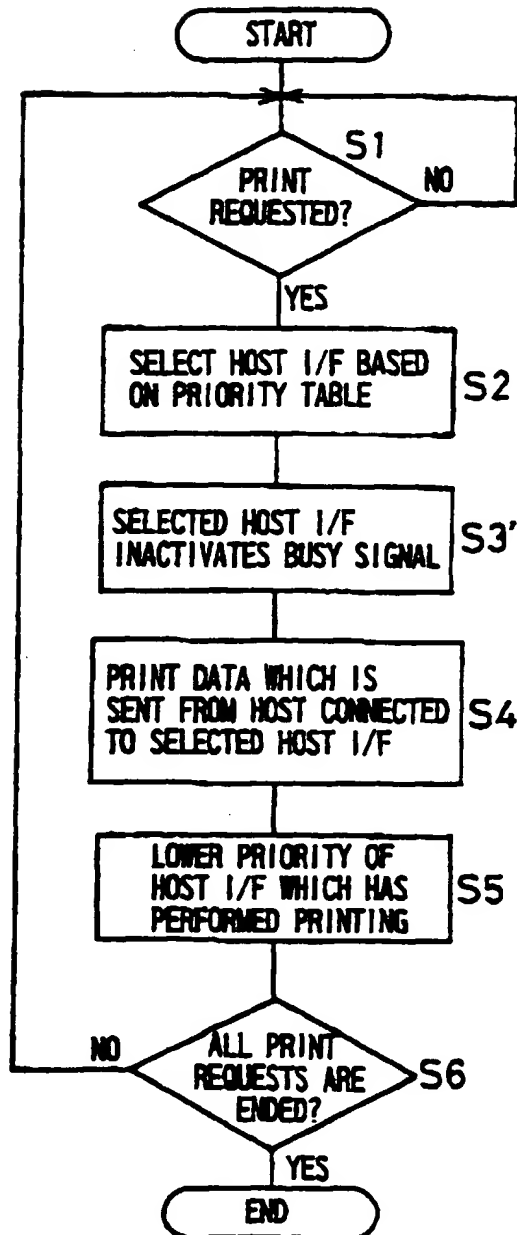 START
S1
PRINT
REQUESTED?
NO
YES
SELECT HOST I/F BASED
ON PRIORITY TABLE
S2
SELECTED HOST I/F
INACTIVATES BUSY SIGNAL
S3'
PRINT DATA WHICH IS
SENT FROM HOST CONNECTED
TO SELECTED HOST I/F
S4
LOWER PRIORITY OF
HOST I/F WHICH HAS
PERFORMED PRINTING
S5
NO
ALL PRINT
REQUESTS ARE
ENDED?
S6
YES
END